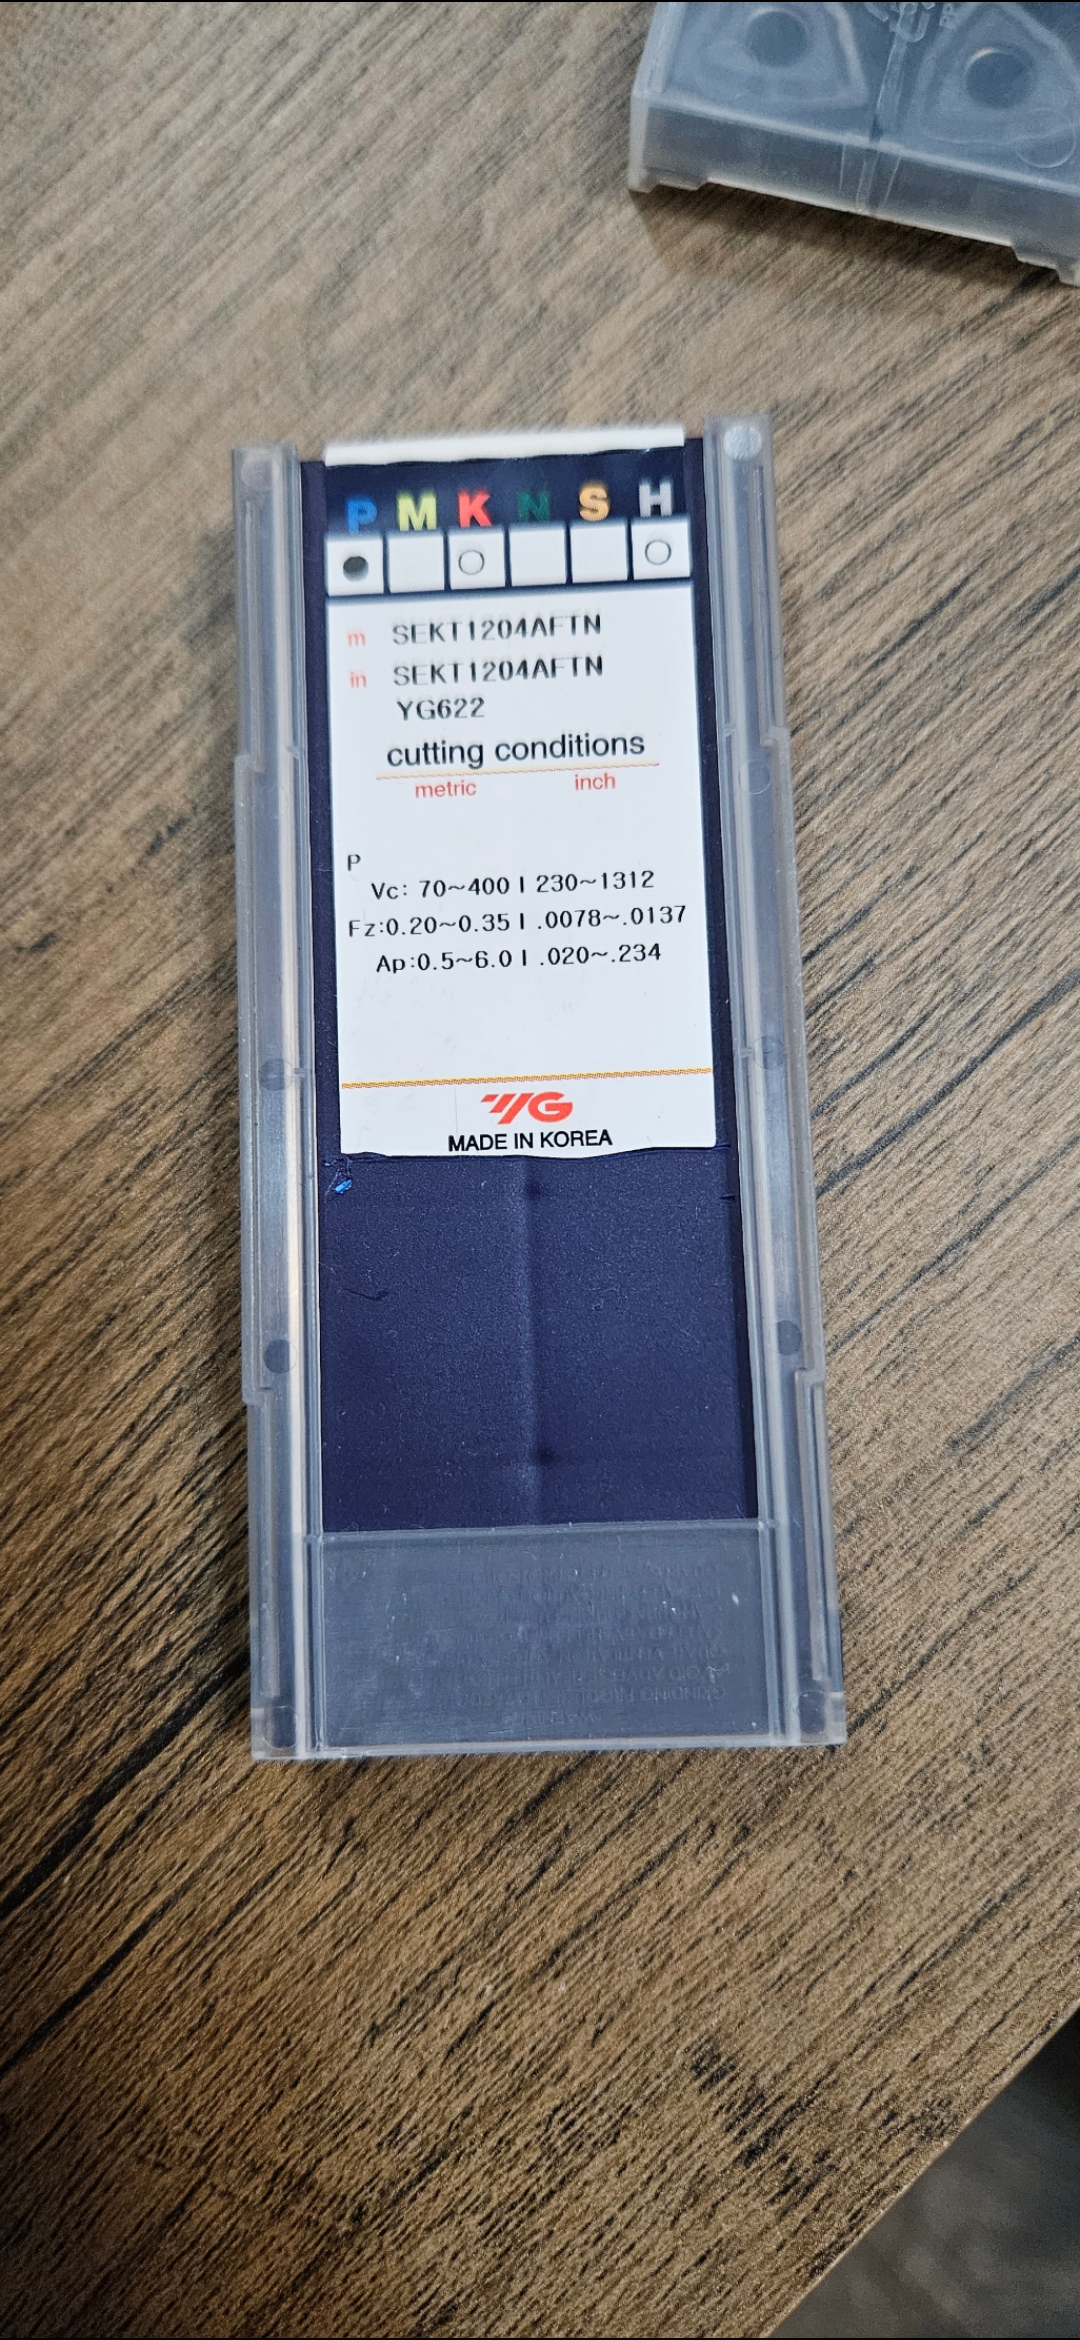 P M K N S H
m SEKT1204AFTN
in SEKT1204AFTN
YG622
cutting conditions
metric inch
P
Vc: 70~400 | 230~1312
Fz:0.20~0.35 | .0078~.0137
Ap:0.5~6.0 | .020~.234
YG
MADE IN KOREA